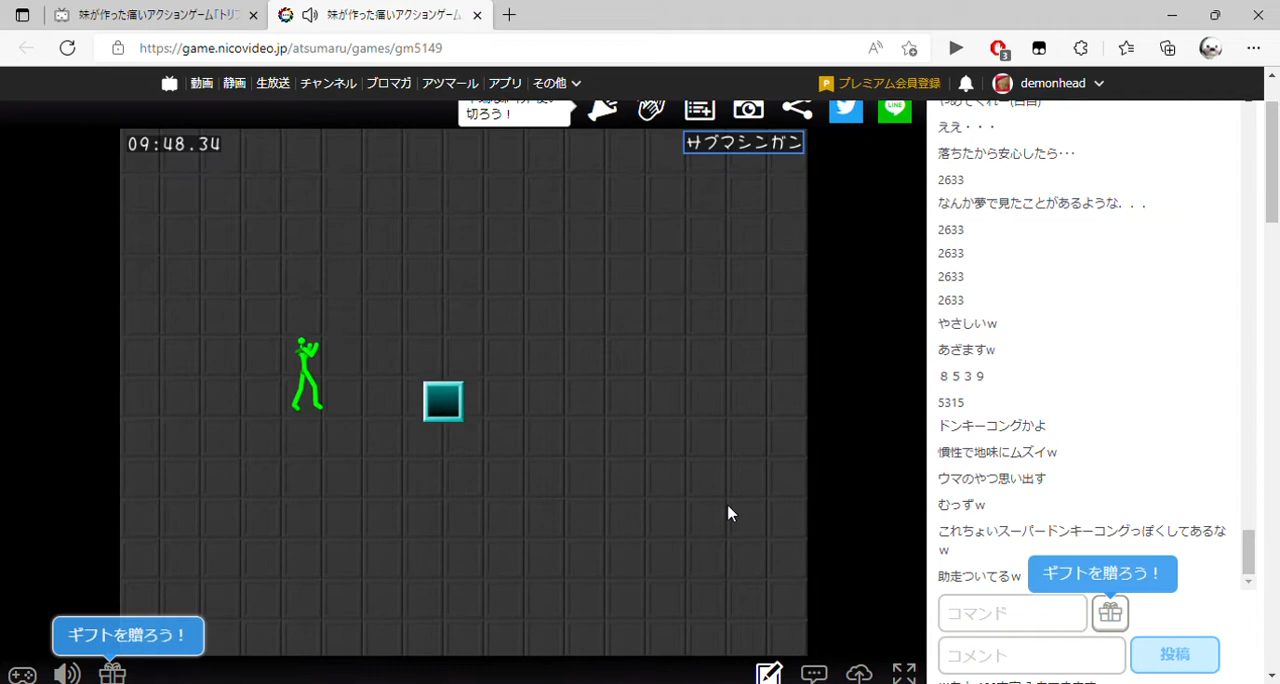 妹が作った痛いアクションゲーム「トリフ
妹が作った痛いアクションゲーム
https://game.nicovideo.jp/atsumaru/games/gm5149
3
動画 静画 生放送 チャンネル ブロマガ アツマール アプリ その他
P プレミアム会員登録
demonhead
切ろう！
LINE
09:48.34
サブマシンガン
ええ・・・
落ちたから安心したら･･･
2633
なんか夢で見たことがあるような．．．
2633
2633
2633
2633
やさしいｗ
あざますw
８５３９
5315
ドンキーコングかよ
慣性で地味にムズイｗ
ウマのやつ思い出す
むっずｗ
これちょいスーパードンキーコングっぽくしてあるな
ｗ
助走ついてるｗ
ギフトを贈ろう！
コマンド
コメント
投稿
ギフトを贈ろう！